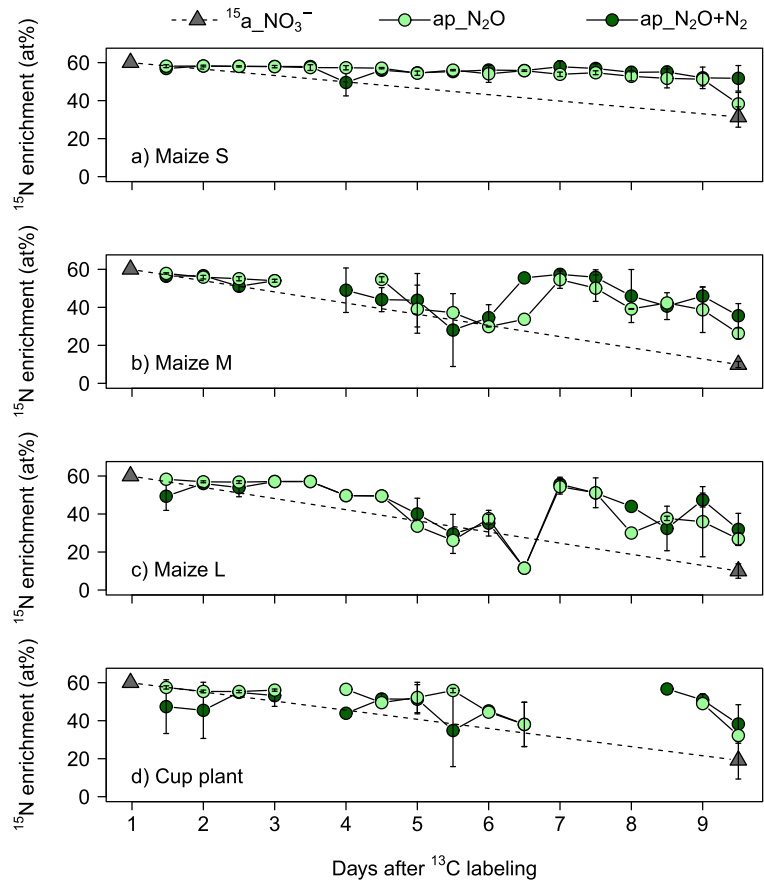 ¹⁵a_NO₃⁻ ap_N₂O ap_N₂O+N₂
¹⁵N enrichment (at%)
60
40
20
0
a) Maize S
¹⁵N enrichment (at%)
60
40
20
0
b) Maize M
¹⁵N enrichment (at%)
60
40
20
0
c) Maize L
¹⁵N enrichment (at%)
60
40
20
0
d) Cup plant
1 2 3 4 5 6 7 8 9
Days after ¹³C labeling